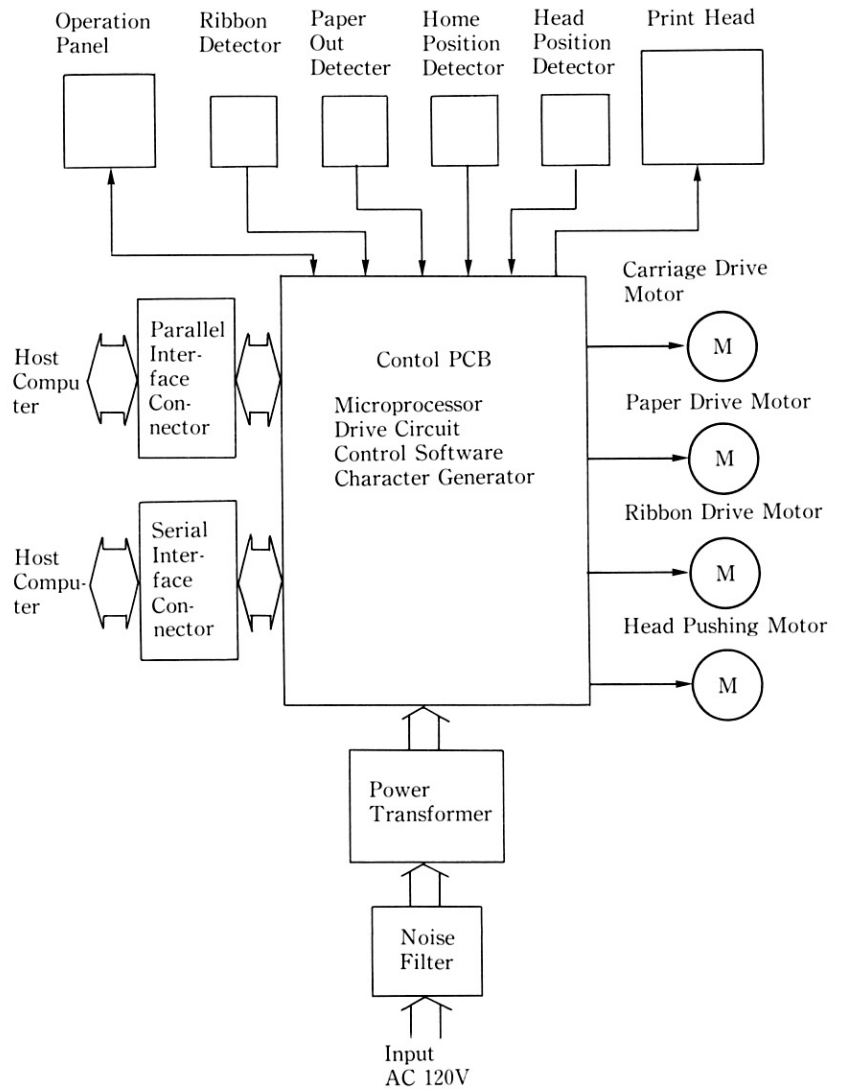 Operation
Panel
Ribbon
Detector
Paper
Out
Detecter
Home
Position
Detector
Head
Position
Detector
Print Head
Carriage Drive
Motor
M
Paper Drive Motor
M
Ribbon Drive Motor
M
Head Pushing Motor
M
Host
Compu
ter
Parallel
Inter-
face
Con-
nector
Contol PCB
Microprocessor
Drive Circuit
Control Software
Character Generator
Host
Compu-
ter
Serial
Inter-
face
Con-
nector
Power
Transformer
Noise
Filter
Input
AC 120V